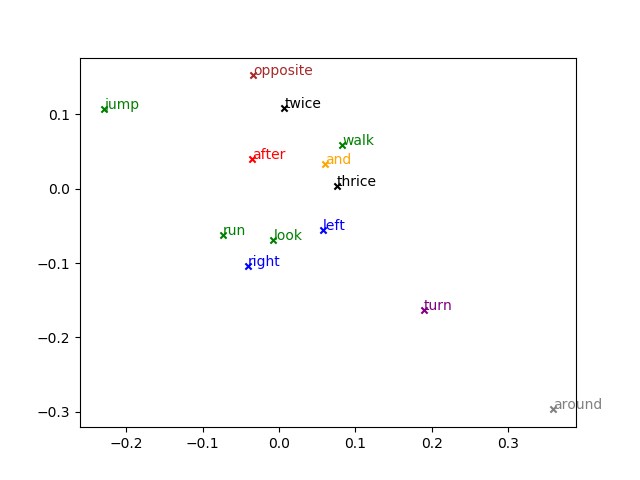 opposite
jump
twice
0.1
walk
after
and
thrice
0.0
left
run
look
right
−0.1
turn
−0.2
around
−0.3
−0.2 −0.1 0.0 0.1 0.2 0.3